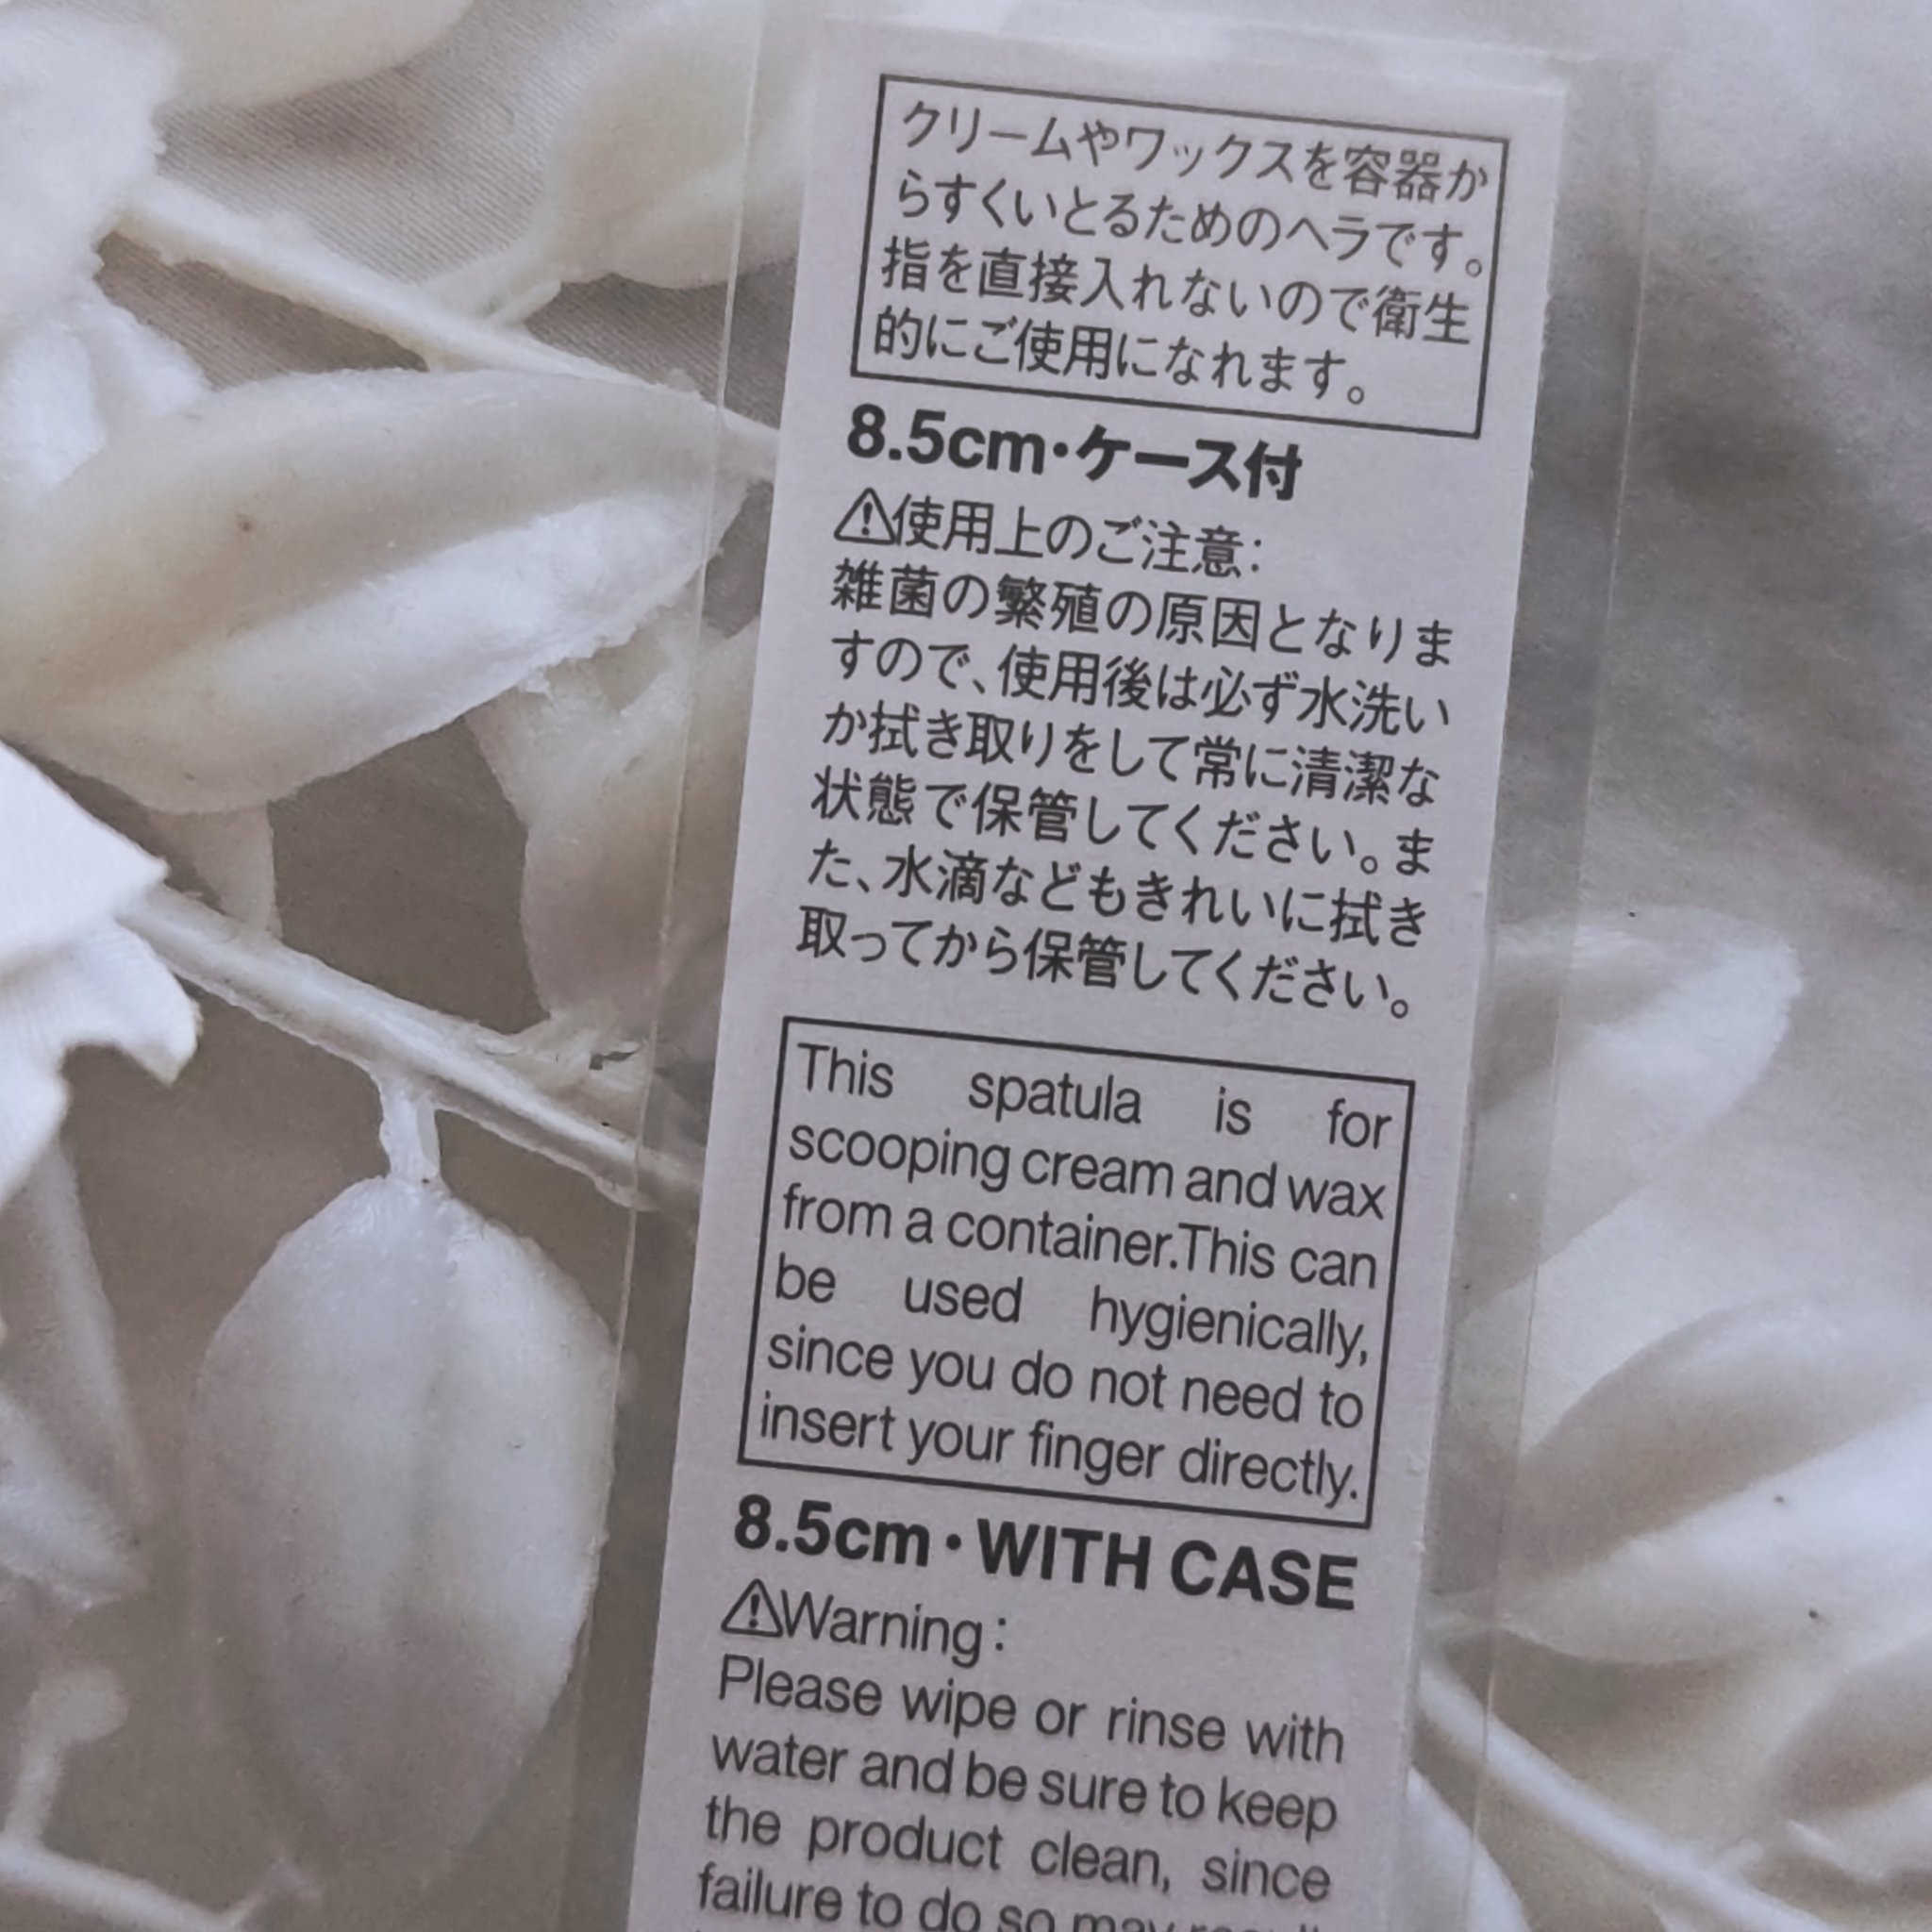 クリームやワックスを容器か
らすくいとるためのヘラです。
指を直接入れないので衛生
的にご使用になれます。
8.5cm・ケース付
⚠使用上のご注意：
雑菌の繁殖の原因となりま
すので、使用後は必ず水洗い
か拭き取りをして常に清潔な
状態で保管してください。ま
た、水滴などもきれいに拭き
取ってから保管してください。
This spatula is for
scooping cream and wax
from a container.This can
be used hygienically,
since you do not need to
insert your finger directly.
8.5cm・WITH CASE
⚠Warning:
Please wipe or rinse with
water and be sure to keep
the product clean, since
failure to do so may